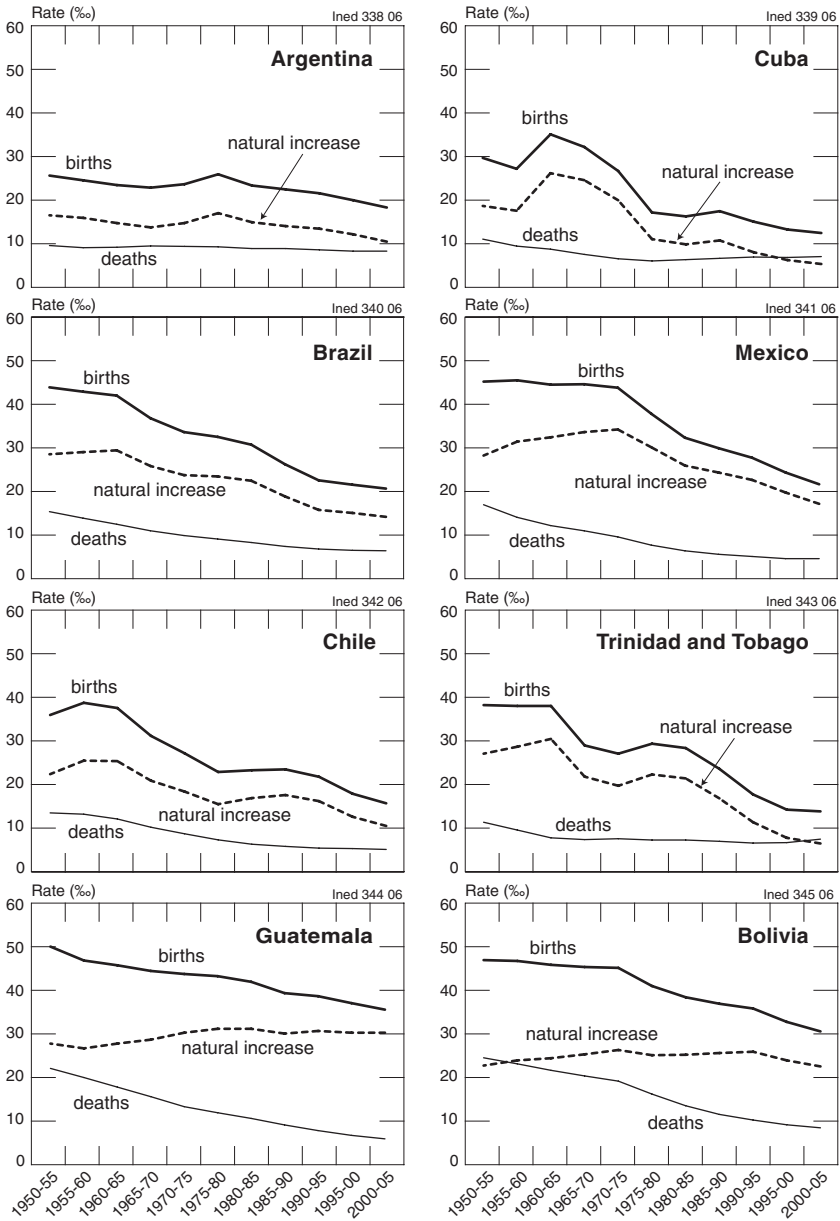 Rate (‰) Ined 338 06
60
50
40
30
20
10
0
Argentina
natural increase
births
deaths
Rate (‰) Ined 339 06
60
50
40
30
20
10
0
Cuba
births
natural increase
deaths
Rate (‰) Ined 340 06
60
50
40
30
20
10
0
Brazil
births
natural increase
deaths
Rate (‰) Ined 341 06
60
50
40
30
20
10
0
Mexico
births
natural increase
deaths
Rate (‰) Ined 342 06
60
50
40
30
20
10
0
Chile
births
natural increase
deaths
Rate (‰) Ined 343 06
60
50
40
30
20
10
0
Trinidad and Tobago
births
natural increase
deaths
Rate (‰) Ined 344 06
60
50
40
30
20
10
0
Guatemala
births
natural increase
deaths
1950-55
1955-60
1960-65
1965-70
1970-75
1975-80
1980-85
1985-90
1990-95
1995-00
2000-05
Rate (‰) Ined 345 06
60
50
40
30
20
10
0
Bolivia
births
natural increase
deaths
1950-55
1955-60
1960-65
1965-70
1970-75
1975-80
1980-85
1985-90
1990-95
1995-00
2000-05